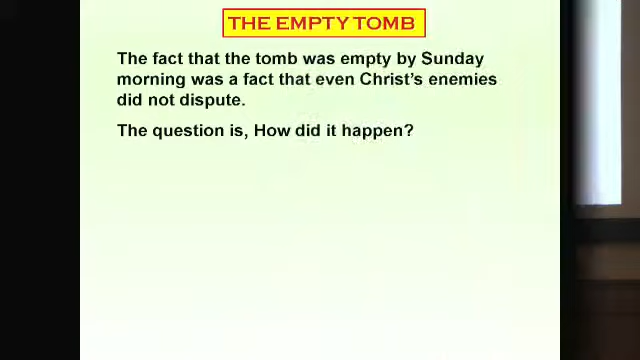 THE EMPTY TOMB
The fact that the tomb was empty by Sunday
morning was a fact that even Christ's enemies
did not dispute.
The question is, How did it happen?